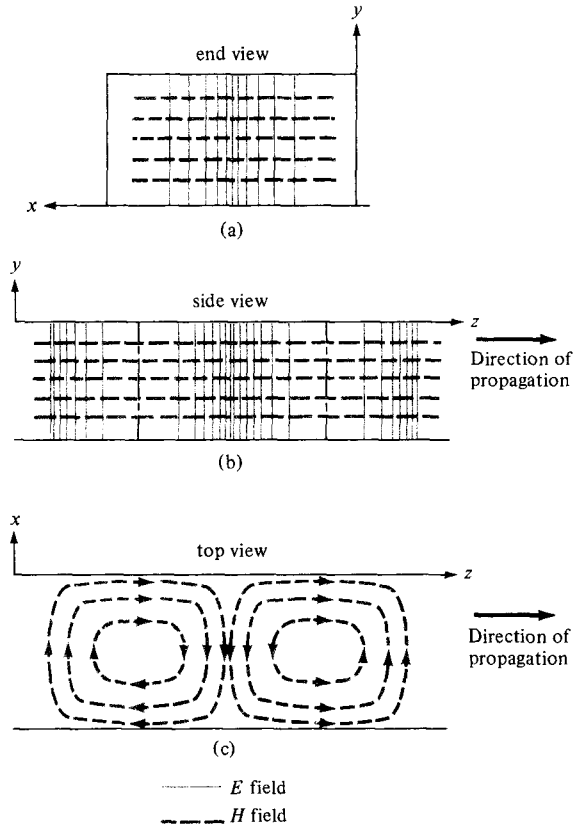 y
end view
x
(a)
y
side view
z
Direction of
propagation
(b)
x
top view
z
Direction of
propagation
(c)
E field
H field